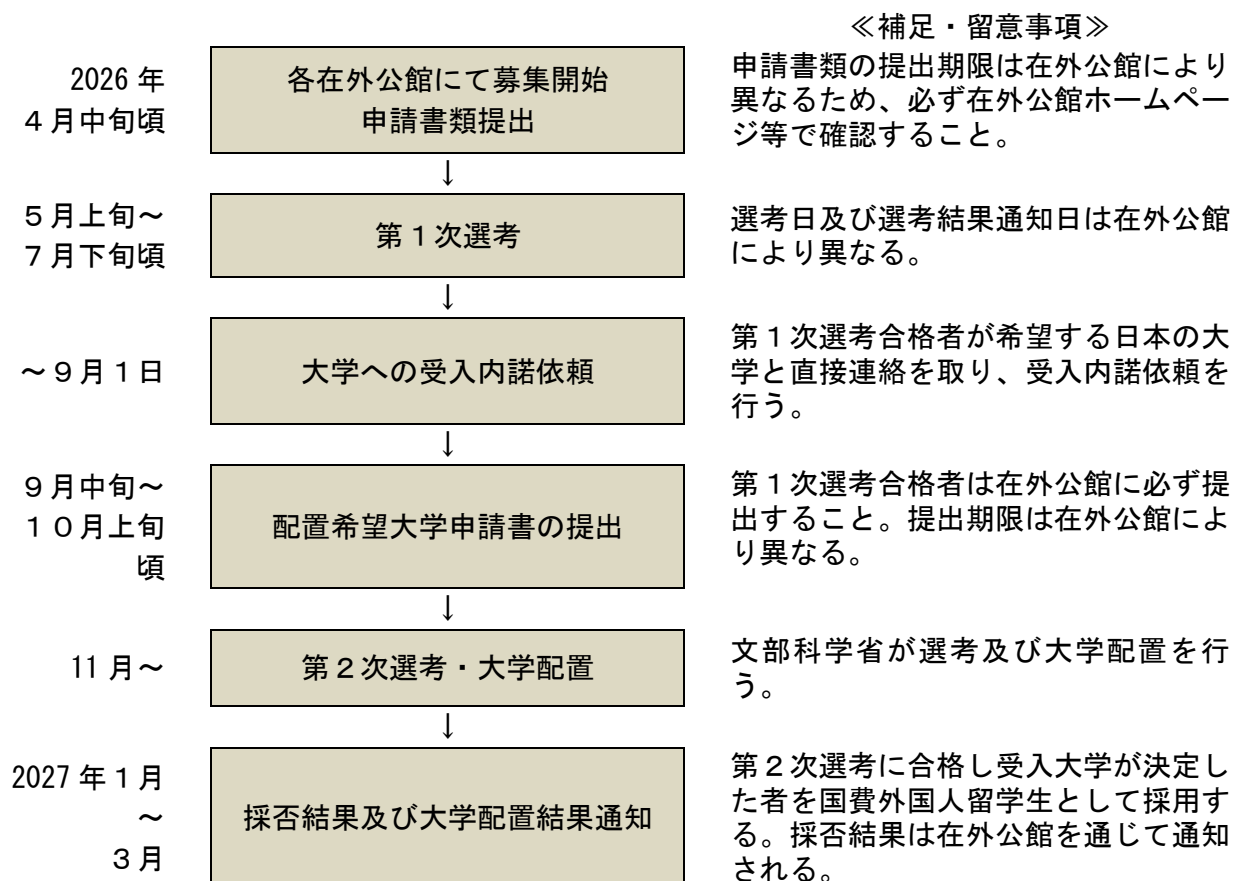 ≪補足・留意事項≫
2026 年
４月中旬頃
各在外公館にて募集開始
申請書類提出
申請書類の提出期限は在外公館により
異なるため、必ず在外公館ホームペー
ジ等で確認すること。
↓
５月上旬～
７月下旬頃
第１次選考
選考日及び選考結果通知日は在外公館
により異なる。
↓
～９月１日
大学への受入内諾依頼
第１次選考合格者が希望する日本の大
学と直接連絡を取り、受入内諾依頼を
行う。
↓
９月中旬～
１０月上旬
頃
配置希望大学申請書の提出
第１次選考合格者は在外公館に必ず提
出すること。提出期限は在外公館によ
り異なる。
↓
11 月～
第２次選考・大学配置
文部科学省が選考及び大学配置を行
う。
↓
2027 年１月
～
３月
採否結果及び大学配置結果通知
第２次選考に合格し受入大学が決定し
た者を国費外国人留学生として採用す
る。採否結果は在外公館を通じて通知
される。